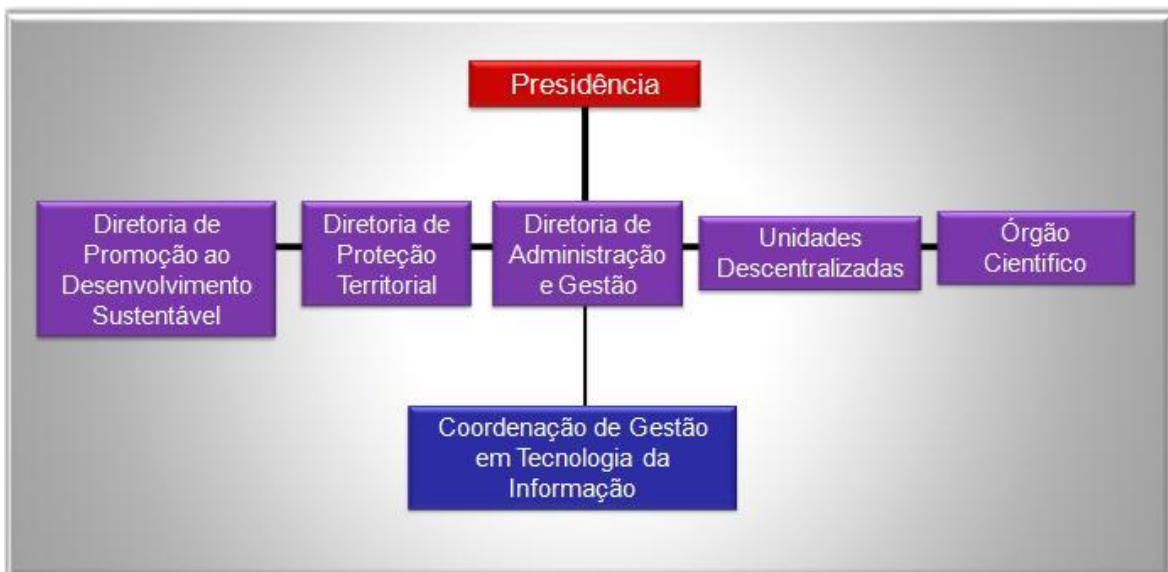 Presidência
Diretoria de
Promoção ao
Desenvolvimento
Sustentável
Diretoria de
Proteção
Territorial
Diretoria de
Administração
e Gestão
Unidades
Descentralizadas
Órgão
Cientifico
Coordenação de Gestão
em Tecnologia da
Informação